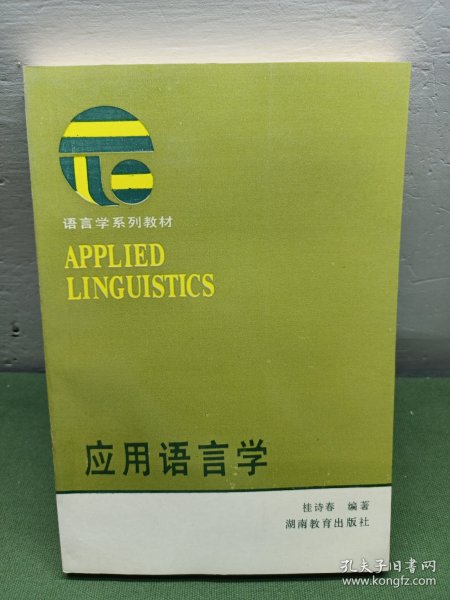 语言学系列教材
APPLIED
LINGUISTICS
应用语言学
桂诗春 编著
湖南教育出版社
孔夫子旧书网
www.kongfz.com